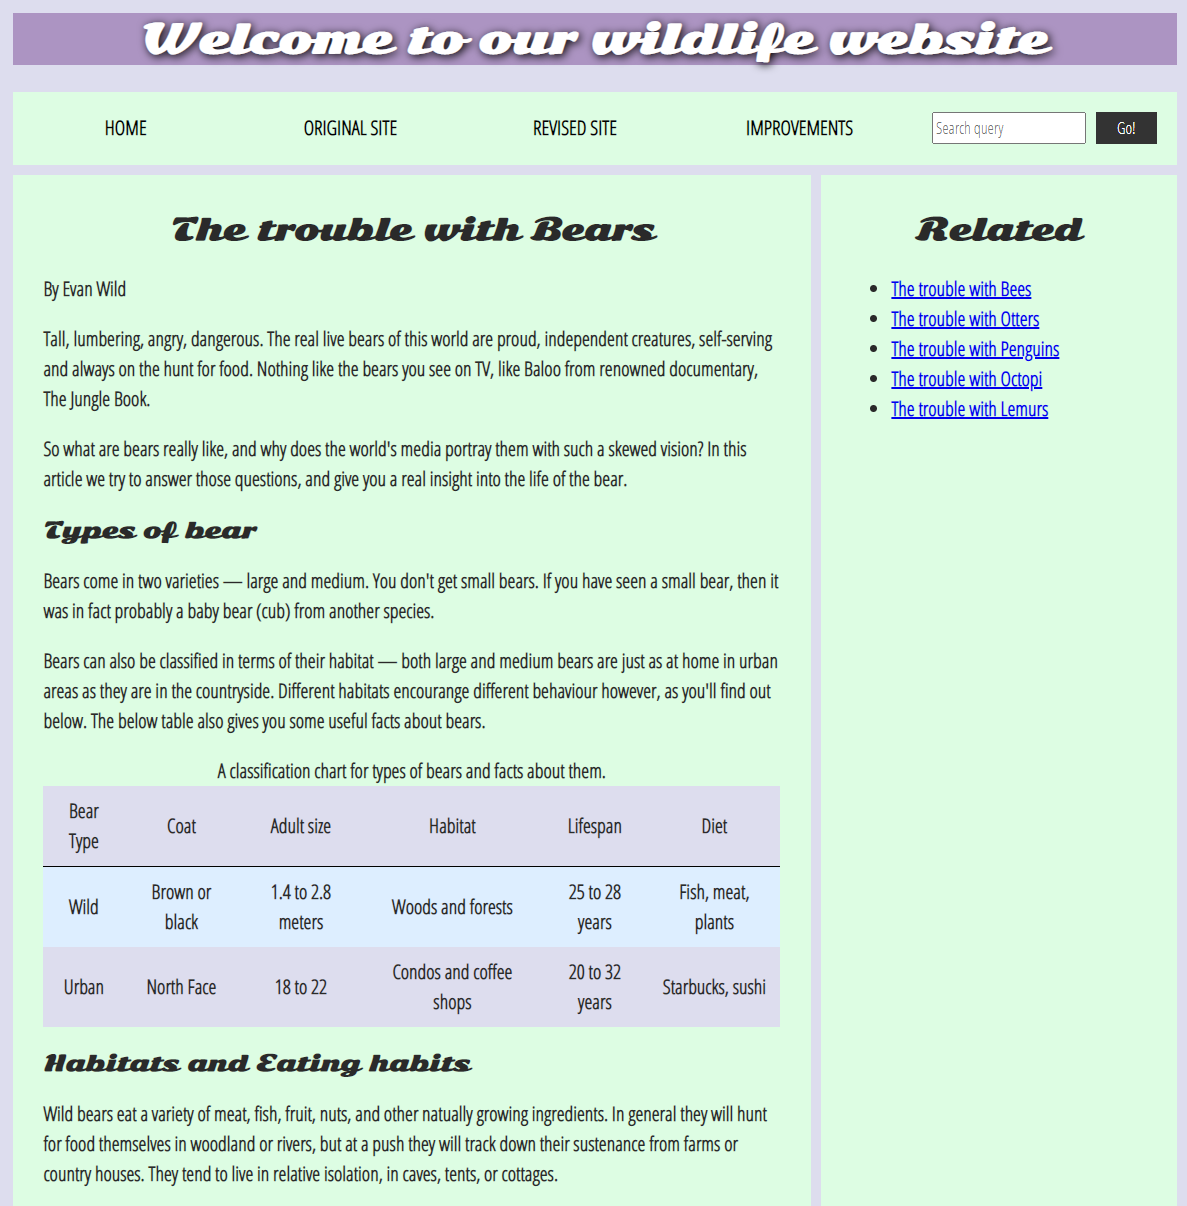 Welcome to our wildlife website
HOME ORIGINAL SITE REVISED SITE IMPROVEMENTS Search query Go!
The trouble with Bears
By Evan Wild
Tall, lumbering, angry, dangerous. The real live bears of this world are proud, independent creatures, self-serving
and always on the hunt for food. Nothing like the bears you see on TV, like Baloo from renowned documentary,
The Jungle Book.
So what are bears really like, and why does the world's media portray them with such a skewed vision? In this
article we try to answer those questions, and give you a real insight into the life of the bear.
Types of bear
Bears come in two varieties — large and medium. You don't get small bears. If you have seen a small bear, then it
was in fact probably a baby bear (cub) from another species.
Bears can also be classified in terms of their habitat — both large and medium bears are just as at home in urban
areas as they are in the countryside. Different habitats encourange different behaviour however, as you'll find out
below. The below table also gives you some useful facts about bears.
A classification chart for types of bears and facts about them.
Bear
Type
Coat
Adult size
Habitat
Lifespan
Diet
Wild
Brown or
black
1.4 to 2.8
meters
Woods and forests
25 to 28
years
Fish, meat,
plants
Urban
North Face
18 to 22
Condos and coffee
shops
20 to 32
years
Starbucks, sushi
Habitats and Eating habits
Wild bears eat a variety of meat, fish, fruit, nuts, and other natually growing ingredients. In general they will hunt
for food themselves in woodland or rivers, but at a push they will track down their sustenance from farms or
country houses. They tend to live in relative isolation, in caves, tents, or cottages.
Related
The trouble with Bees
The trouble with Otters
The trouble with Penguins
The trouble with Octopi
The trouble with Lemurs